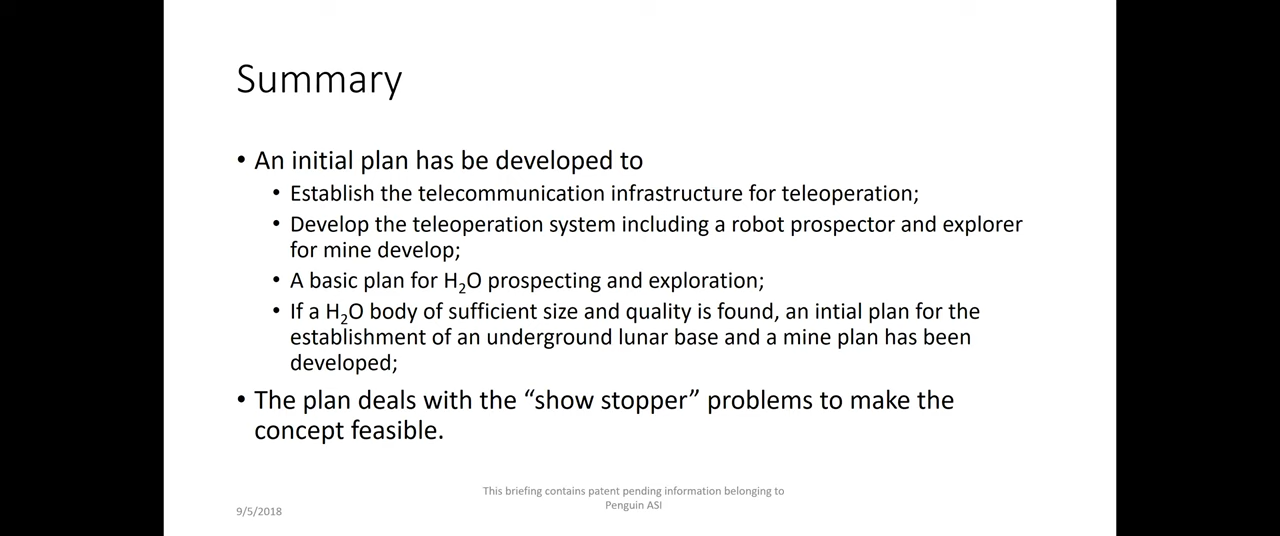 Summary
• An initial plan has be developed to
• Establish the telecommunication infrastructure for teleoperation;
• Develop the teleoperation system including a robot prospector and explorer
for mine develop;
• A basic plan for H₂O prospecting and exploration;
• If a H₂O body of sufficient size and quality is found, an intial plan for the
establishment of an underground lunar base and a mine plan has been
developed;
• The plan deals with the “show stopper” problems to make the
concept feasible.
This briefing contains patent pending information belonging to
Penguin ASI
9/5/2018